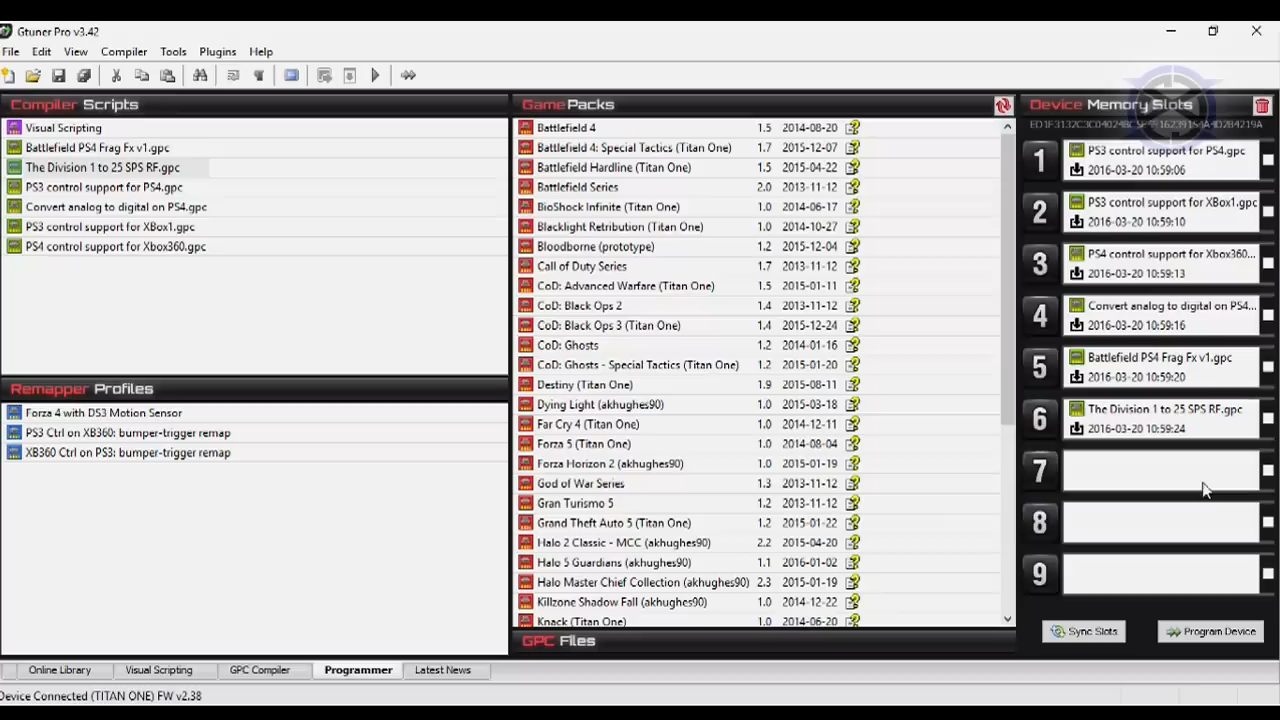 Gtuner Pro v3.42
File Edit View Compiler Tools Plugins Help
Compiler Scripts
Visual Scripting
Battlefield PS4 Frag Fx v1.gpc
The Division 1 to 25 SPS RF.gpc
PS3 control support for PS4.gpc
Convert analog to digital on PS4.gpc
PS3 control support for XBox1.gpc
PS4 control support for Xbox360.gpc
Remapper Profiles
Forza 4 with DS3 Motion Sensor
PS3 Ctrl on XB360: bumper-trigger remap
XB360 Ctrl on PS3: bumper-trigger remap
Game Packs
Battlefield 4 1.5 2014-08-20
Battlefield 4: Special Tactics (Titan One) 1.7 2015-12-07
Battlefield Hardline (Titan One) 1.5 2015-04-22
Battlefield Series 2.0 2013-11-12
BioShock Infinite (Titan One) 1.0 2014-06-17
Blacklight Retribution (Titan One) 1.0 2014-10-27
Bloodborne (prototype) 1.2 2015-12-04
Call of Duty Series 1.7 2013-11-12
CoD: Advanced Warfare (Titan One) 1.5 2015-01-11
CoD: Black Ops 2 1.4 2013-11-12
CoD: Black Ops 3 (Titan One) 1.4 2015-12-24
CoD: Ghosts 1.2 2014-01-16
CoD: Ghosts - Special Tactics (Titan One) 1.2 2015-01-20
Destiny (Titan One) 1.9 2015-08-11
Dying Light (akhughes90) 1.0 2015-03-18
Far Cry 4 (Titan One) 1.0 2014-12-11
Forza 5 (Titan One) 1.0 2014-08-04
Forza Horizon 2 (akhughes90) 1.0 2015-01-19
God of War Series 1.3 2013-11-12
Gran Turismo 5 1.2 2013-11-12
Grand Theft Auto 5 (Titan One) 1.2 2015-01-22
Halo 2 Classic - MCC (akhughes90) 2.2 2015-04-20
Halo 5 Guardians (akhughes90) 1.1 2016-01-02
Halo Master Chief Collection (akhughes90) 2.3 2015-01-19
Killzone Shadow Fall (akhughes90) 1.0 2014-12-22
Knack (Titan One) 1.0 2014-06-20
GPC Files
Device Memory Slots
1 PS3 control support for PS4.gpc
2016-03-20 10:59:06
2 PS3 control support for XBox1.gpc
2016-03-20 10:59:10
3 PS4 control support for Xbox360...
2016-03-20 10:59:13
4 Convert analog to digital on PS4...
2016-03-20 10:59:16
5 Battlefield PS4 Frag Fx v1.gpc
2016-03-20 10:59:20
6 The Division 1 to 25 SPS RF.gpc
2016-03-20 10:59:24
7
8
9
Sync Slots Program Device
Online Library Visual Scripting GPC Compiler Programmer Latest News
Device Connected (TITAN ONE) FW v2.38